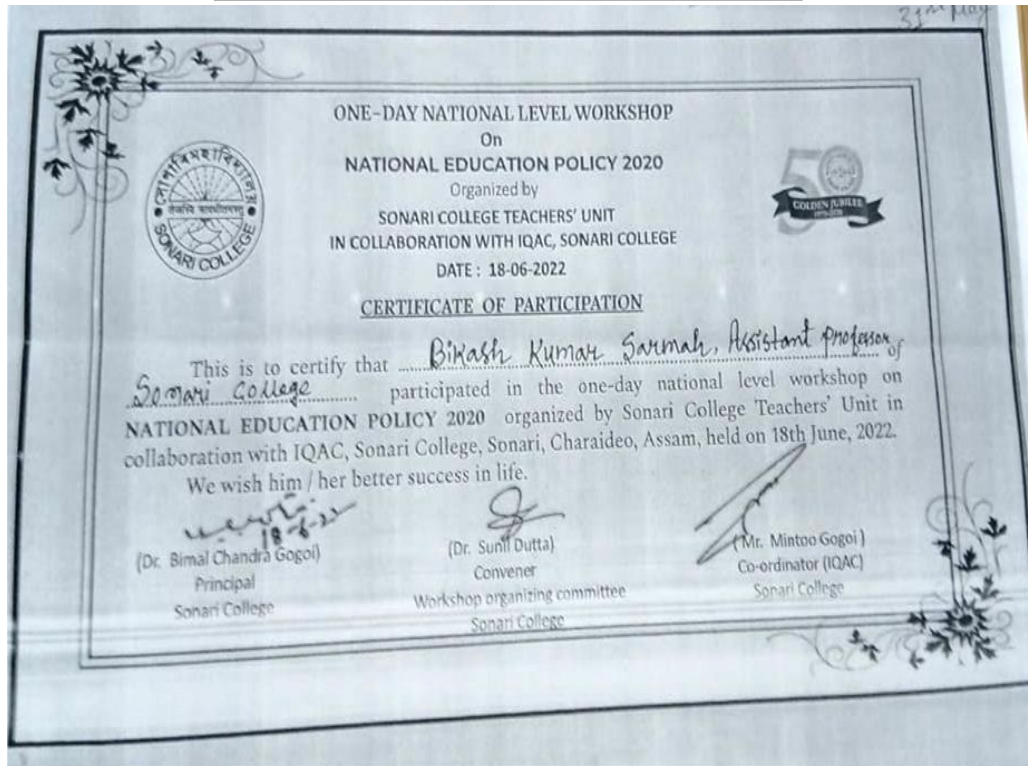 31st May
ONE-DAY NATIONAL LEVEL WORKSHOP
On
NATIONAL EDUCATION POLICY 2020
Organized by
SONARI COLLEGE TEACHERS' UNIT
IN COLLABORATION WITH IQAC, SONARI COLLEGE
DATE : 18-06-2022
সোণাৰি মহাবিদ্যালয়
SONARI COLLEGE
50
GOLDEN JUBILEE
CERTIFICATE OF PARTICIPATION
This is to certify that Bikash Kumar Sarmah, Assistant Professor of
Sonari College participated in the one-day national level workshop on
NATIONAL EDUCATION POLICY 2020 organized by Sonari College Teachers' Unit in
collaboration with IQAC, Sonari College, Sonari, Charaideo, Assam, held on 18th June, 2022.
We wish him / her better success in life.
18-6-22
(Dr. Bimal Chandra Gogoi)
Principal
Sonari College
(Dr. Sunil Dutta)
Convener
Workshop organizing committee
Sonari College
(Mr. Mintoo Gogoi )
Co-ordinator (IQAC)
Sonari College